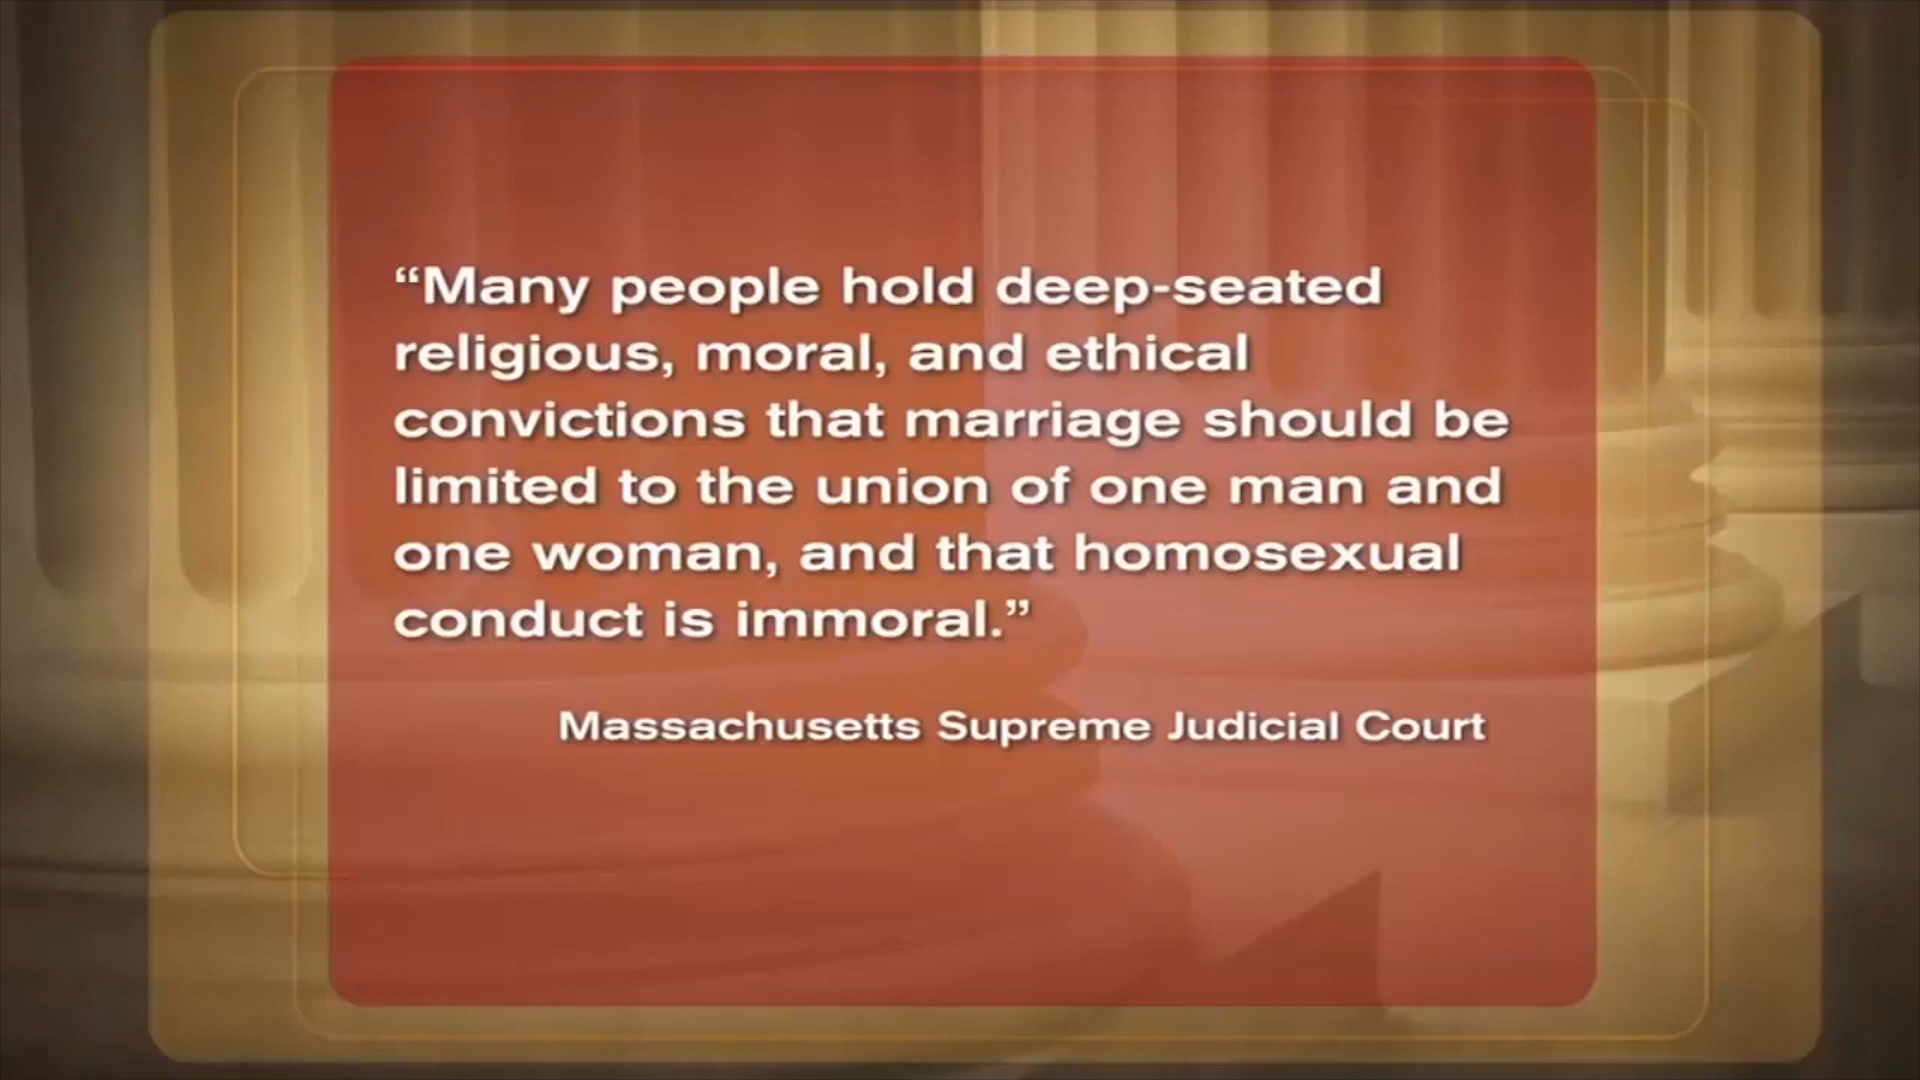 “Many people hold deep-seated
religious, moral, and ethical
convictions that marriage should be
limited to the union of one man and
one woman, and that homosexual
conduct is immoral.”
Massachusetts Supreme Judicial Court